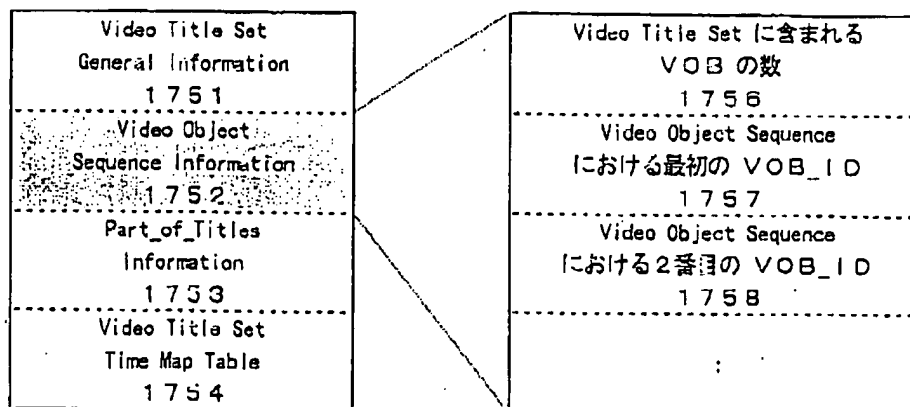 Video Title Set
General Information
1751
Video Object
Sequence Information
1752
Part_of_Titles
Information
1753
Video Title Set
Time Map Table
1754
Video Title Set に含まれる
VOB の数
1756
Video Object Sequence
における最初の VOB_ID
1757
Video Object Sequence
における2番目の VOB_ID
1758
: